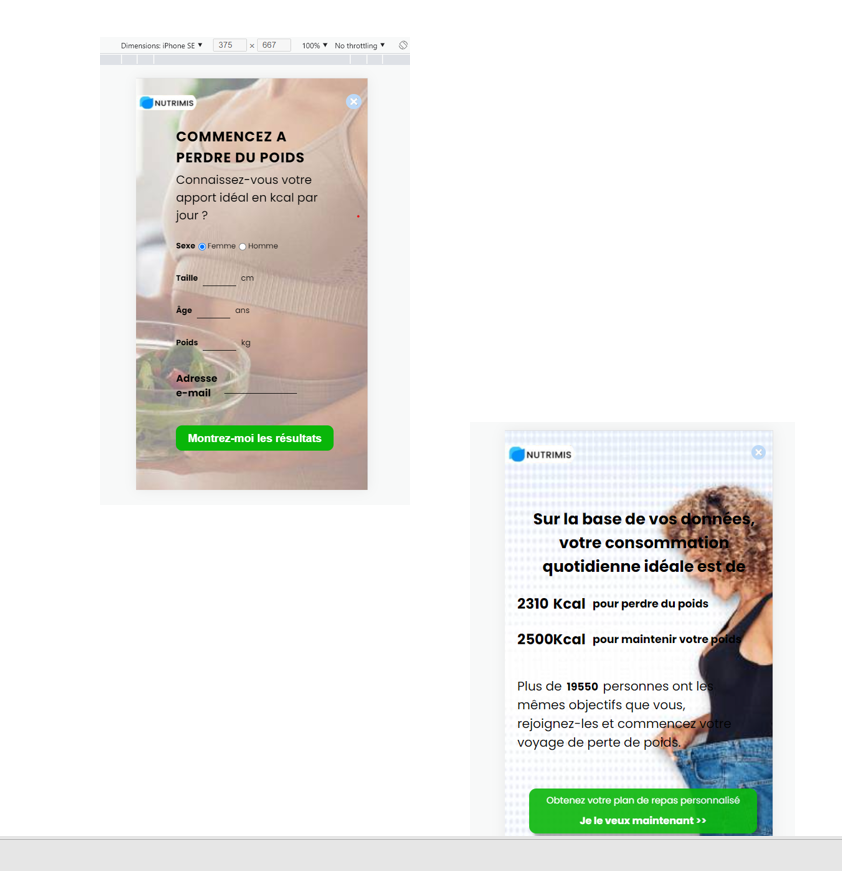 Dimensions: iPhone SE ▼ 375 × 667 100% ▼ No throttling ▼
NUTRIMIS
COMMENCEZ A
PERDRE DU POIDS
Connaissez-vous votre
apport idéal en kcal par
jour ?
Sexe Femme Homme
Taille cm
Âge ans
Poids kg
Adresse
e-mail
Montrez-moi les résultats
NUTRIMIS
Sur la base de vos données,
votre consommation
quotidienne idéale est de
2310 Kcal pour perdre du poids
2500Kcal pour maintenir votre poids
Plus de 19550 personnes ont les
mêmes objectifs que vous,
rejoignez-les et commencez votre
voyage de perte de poids.
Obtenez votre plan de repas personnalisé
Je le veux maintenant >>